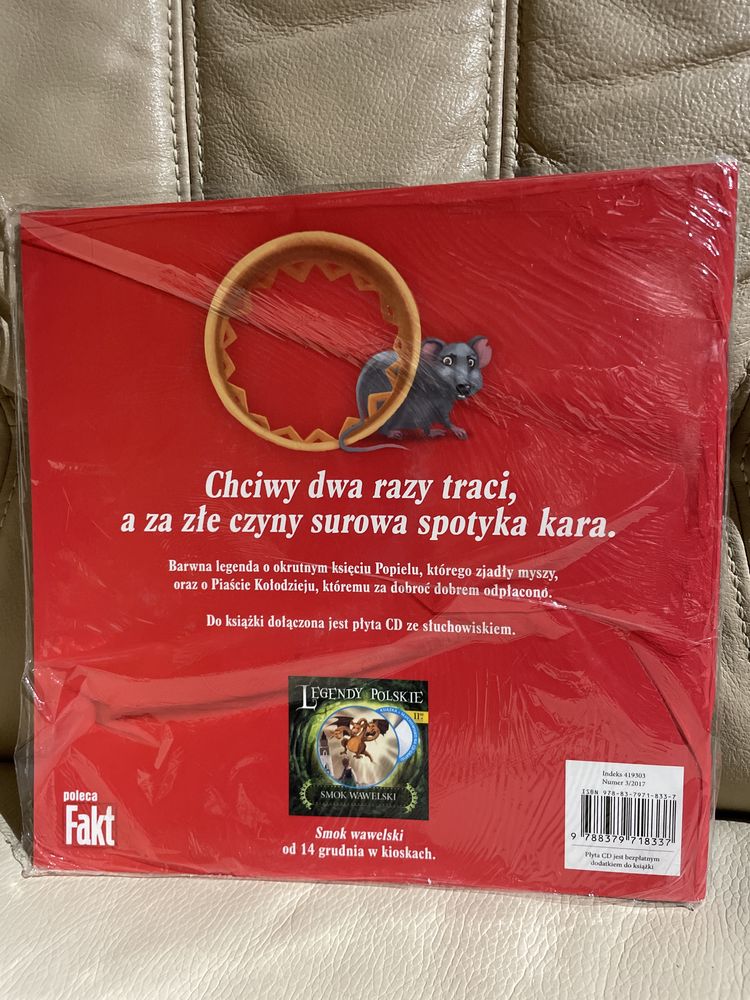 Chciwy dwa razy traci,
a za złe czyny surowa spotyka kara.
Barwna legenda o okrutnym księciu Popielu, którego zjadły myszy,
oraz o Piaście Kołodzieju, któremu za dobroć dobrem odpłacono.
Do książki dołączona jest płyta CD ze słuchowiskiem.
LEGENDY POLSKIE
SMOK WAWELSKI
Smok wawelski
od 14 grudnia w kioskach.
poleca
Fakt
Indeks 419303
Numer 3/2017
ISBN 978-83-7971-833-7
9 788379 718337
Płyta CD jest bezpłatnym
dodatkiem do książki